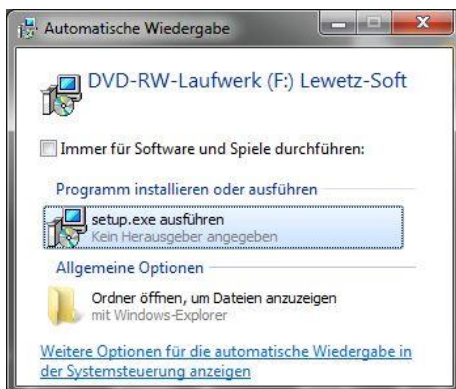 Automatische Wiedergabe
DVD-RW-Laufwerk (F:) Lewetz-Soft
Immer für Software und Spiele durchführen:
Programm installieren oder ausführen
setup.exe ausführen
Kein Herausgeber angegeben
Allgemeine Optionen
Ordner öffnen, um Dateien anzuzeigen
mit Windows-Explorer
Weitere Optionen für die automatische Wiedergabe in
der Systemsteuerung anzeigen